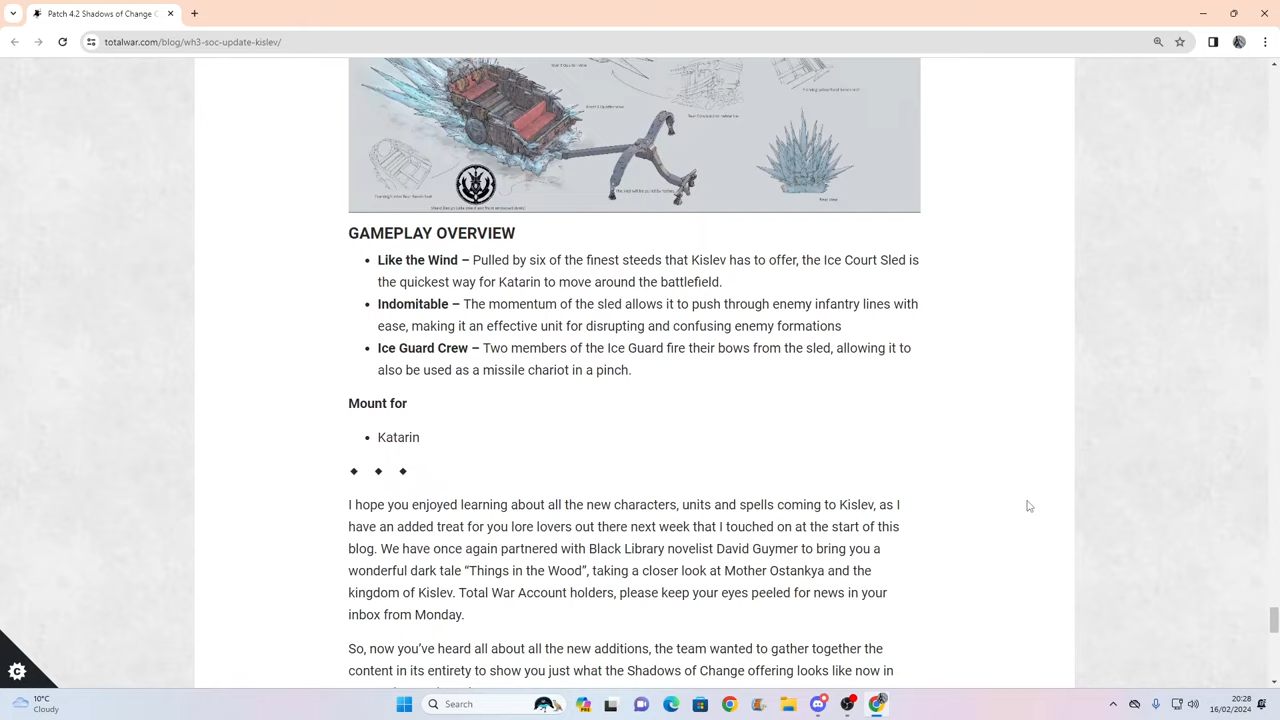 Patch 4.2 Shadows of Change C
totalwar.com/blog/wh3-soc-update-kislev/
GAMEPLAY OVERVIEW
• Like the Wind – Pulled by six of the finest steeds that Kislev has to offer, the Ice Court Sled is
the quickest way for Katarin to move around the battlefield.
• Indomitable – The momentum of the sled allows it to push through enemy infantry lines with
ease, making it an effective unit for disrupting and confusing enemy formations
• Ice Guard Crew – Two members of the Ice Guard fire their bows from the sled, allowing it to
also be used as a missile chariot in a pinch.
Mount for
• Katarin
I hope you enjoyed learning about all the new characters, units and spells coming to Kislev, as I
have an added treat for you lore lovers out there next week that I touched on at the start of this
blog. We have once again partnered with Black Library novelist David Guymer to bring you a
wonderful dark tale “Things in the Wood”, taking a closer look at Mother Ostankya and the
kingdom of Kislev. Total War Account holders, please keep your eyes peeled for news in your
inbox from Monday.
So, now you’ve heard all about all the new additions, the team wanted to gather together the
content in its entirety to show you just what the Shadows of Change offering looks like now in
10°C
Cloudy
Search
20:28
16/02/2024